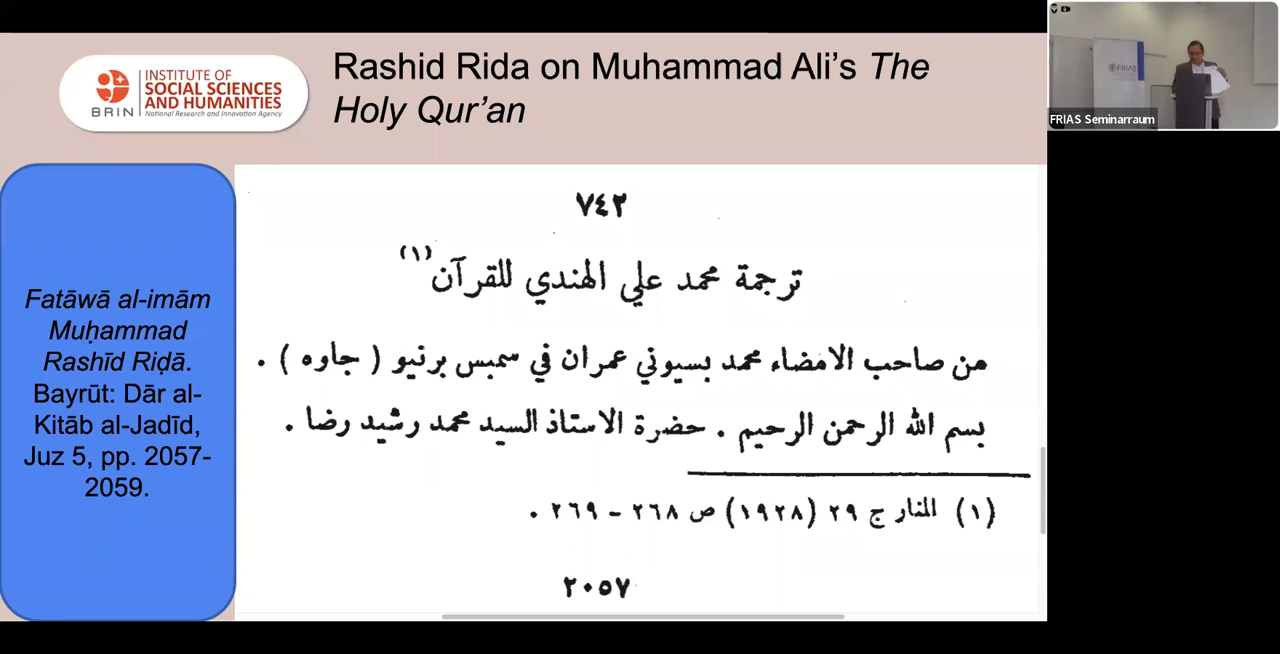 INSTITUTE OF
SOCIAL SCIENCES
AND HUMANITIES
BRIN
National Research and Innovation Agency
Rashid Rida on Muhammad Ali’s The
Holy Qur’an
FRIAS
FRIAS Seminarraum
Fatāwā al-imām
Muḥammad
Rashīd Riḍā.
Bayrūt: Dār al-
Kitāb al-Jadīd,
Juz 5, pp. 2057-
2059.
٧٤٢
ترجمة محمد علي الهندي للقرآن (١)
من صاحب الامضاء محمد بسيوني عمران في سمبس برنيو ( جاوه ) .
بسم الله الرحمن الرحيم . حضرة الاستاذ السيد محمد رشيد رضا .
(١) المنار ج ٢٩ (١٩٢٨) ص ٢٦٨ – ٢٦٩ .
٢٠٥٧